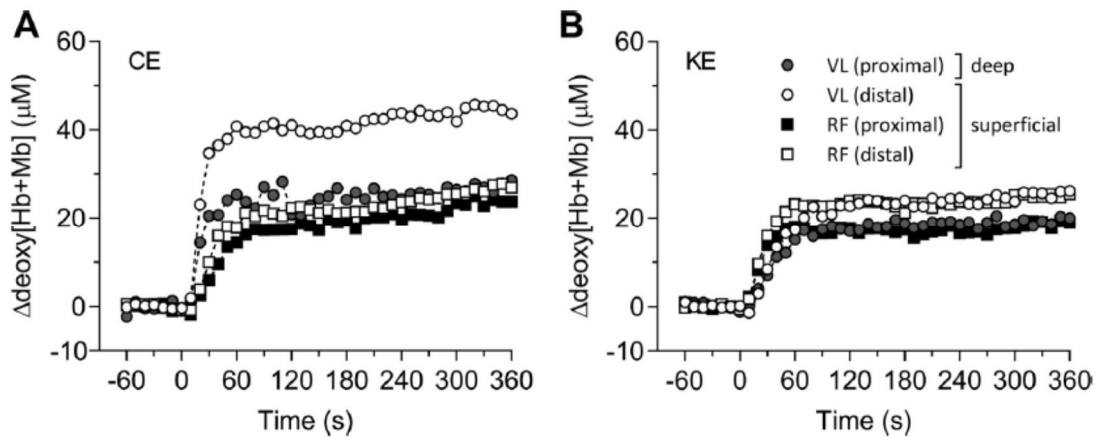 A
CE
Δdeoxy[Hb+Mb] (μM)
60
40
20
0
-10
-60 0 60 120 180 240 300 360
Time (s)
B
KE
VL (proximal) deep
VL (distal)
RF (proximal) superficial
RF (distal)
Δdeoxy[Hb+Mb] (μM)
60
40
20
0
-10
-60 0 60 120 180 240 300 360
Time (s)